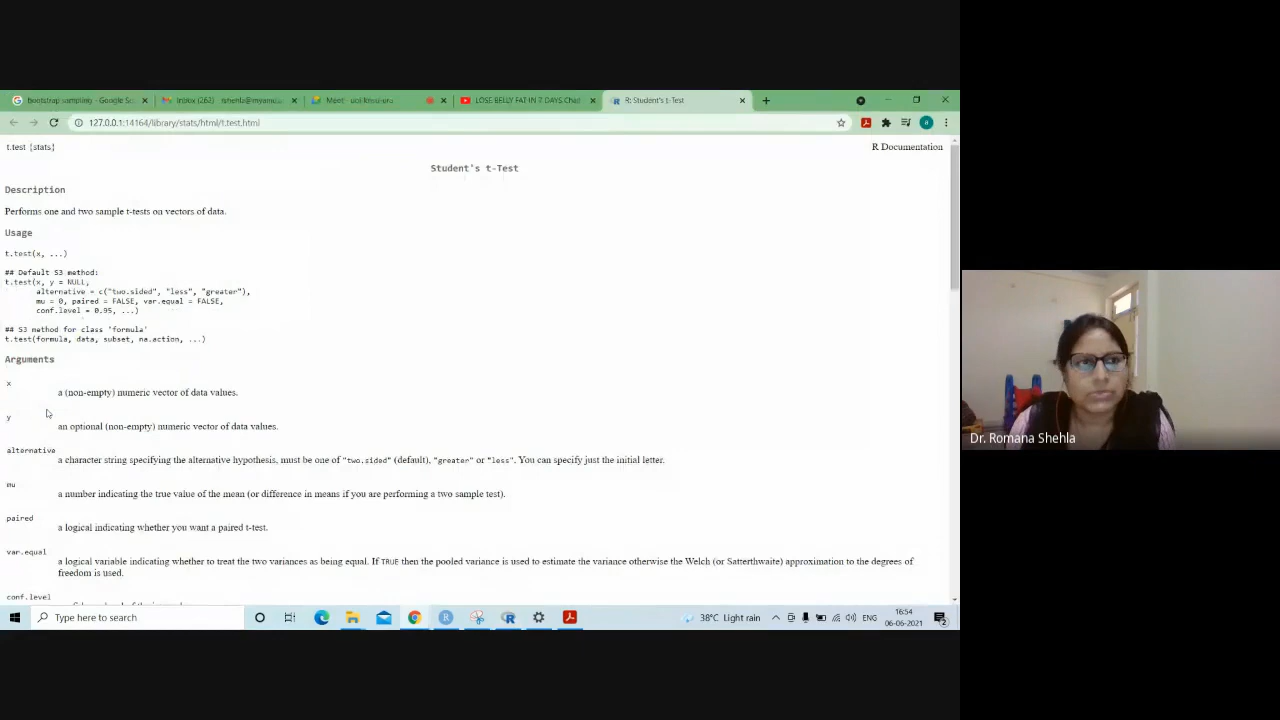 Inbox (262)
LOSE BELLY FAT IN 7 DAYS Chal
R: Student's t-Test
127.0.0.1:14164/library/stats/html/t.test.html
t.test {stats}
R Documentation
Student's t-Test
Description
Performs one and two sample t-tests on vectors of data.
Usage
t.test(x, ...)
## Default S3 method:
t.test(x, y = NULL,
alternative = c("two.sided", "less", "greater"),
mu = 0, paired = FALSE, var.equal = FALSE,
conf.level = 0.95, ...)
## S3 method for class 'formula'
t.test(formula, data, subset, na.action, ...)
Arguments
x
a (non-empty) numeric vector of data values.
y
an optional (non-empty) numeric vector of data values.
alternative
a character string specifying the alternative hypothesis, must be one of "two.sided" (default), "greater" or "less". You can specify just the initial letter.
mu
a number indicating the true value of the mean (or difference in means if you are performing a two sample test).
paired
a logical indicating whether you want a paired t-test.
var.equal
a logical variable indicating whether to treat the two variances as being equal. If TRUE then the pooled variance is used to estimate the variance otherwise the Welch (or Satterthwaite) approximation to the degrees of
freedom is used.
conf.level
Type here to search
38°C Light rain
ENG
16:54
06-06-2021
Dr. Romana Shehla